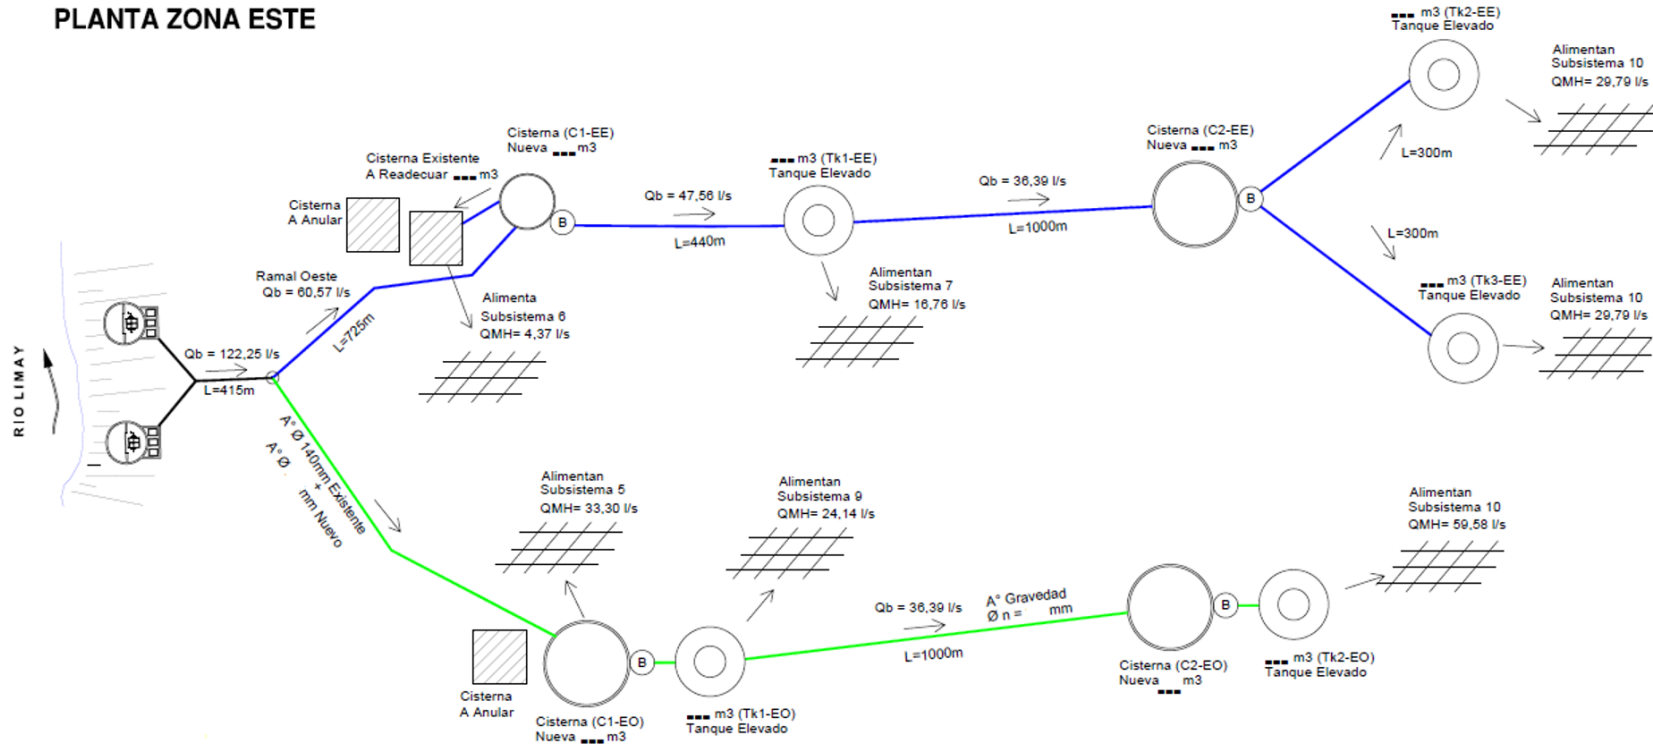 PLANTA ZONA ESTE
m3 (Tk2-EE)
Tanque Elevado
Alimentan
Subsistema 10
QMH= 29,79 l/s
Cisterna (C1-EE)
Nueva m3
Cisterna Existente
A Readecuar m3
Cisterna
A Anular
m3 (Tk1-EE)
Tanque Elevado
Cisterna (C2-EE)
Nueva m3
L=300m
Qb = 47,56 l/s
B
L=440m
Qb = 36,39 l/s
L=1000m
B
L=300m
Ramal Oeste
Qb = 60,57 l/s
L=725m
Alimenta
Subsistema 6
QMH= 4,37 l/s
Alimentan
Subsistema 7
QMH= 16,76 l/s
m3 (Tk3-EE)
Tanque Elevado
Alimentan
Subsistema 10
QMH= 29,79 l/s
RIO LIMAY
Qb = 122,25 l/s
L=415m
A° Ø 140mm Existente
+
A° Ø mm Nuevo
Alimentan
Subsistema 5
QMH= 33,30 l/s
Alimentan
Subsistema 9
QMH= 24,14 l/s
Alimentan
Subsistema 10
QMH= 59,58 l/s
Qb = 36,39 l/s
A° Gravedad
Ø n = mm
L=1000m
B
B
Cisterna
A Anular
Cisterna (C1-EO)
Nueva m3
m3 (Tk1-EO)
Tanque Elevado
Cisterna (C2-EO)
Nueva m3
m3 (Tk2-EO)
Tanque Elevado